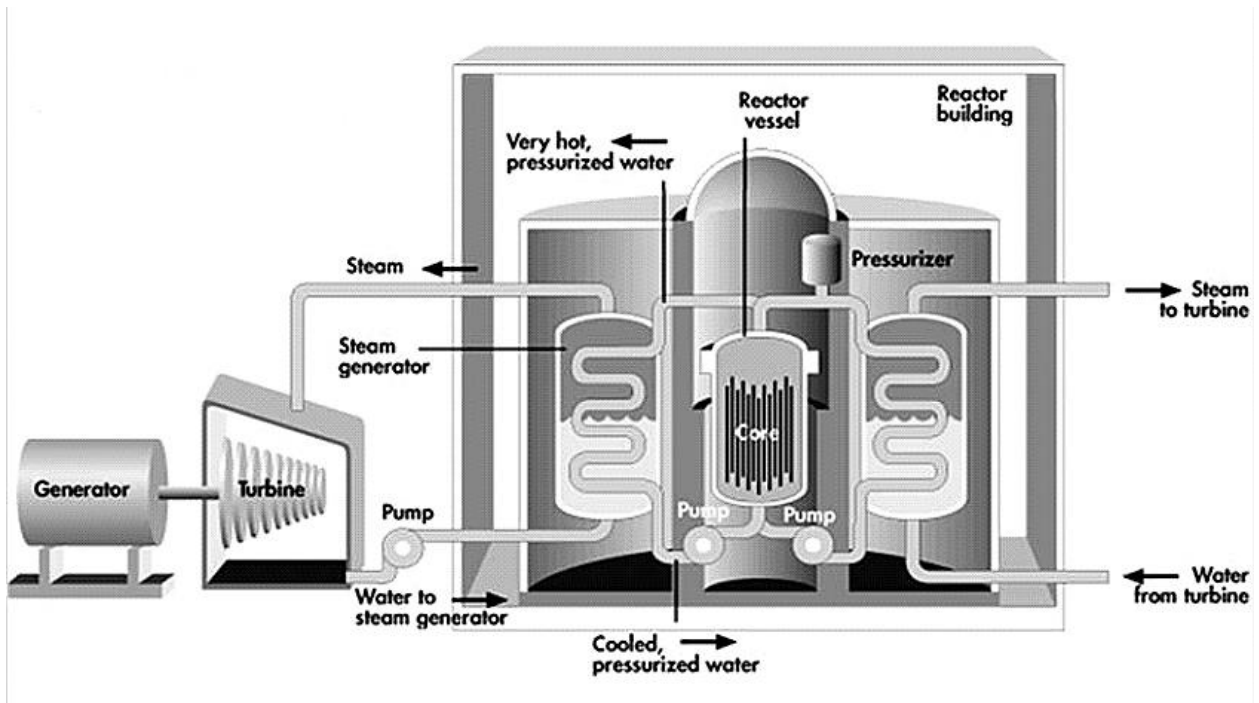 Reactor
vessel
Reactor
building
Very hot,
pressurized water
Steam
Pressurizer
Steam
to turbine
Steam
generator
Core
Generator
Turbine
Pump
Pump
Pump
Water to
steam generator
Water
from turbine
Cooled,
pressurized water